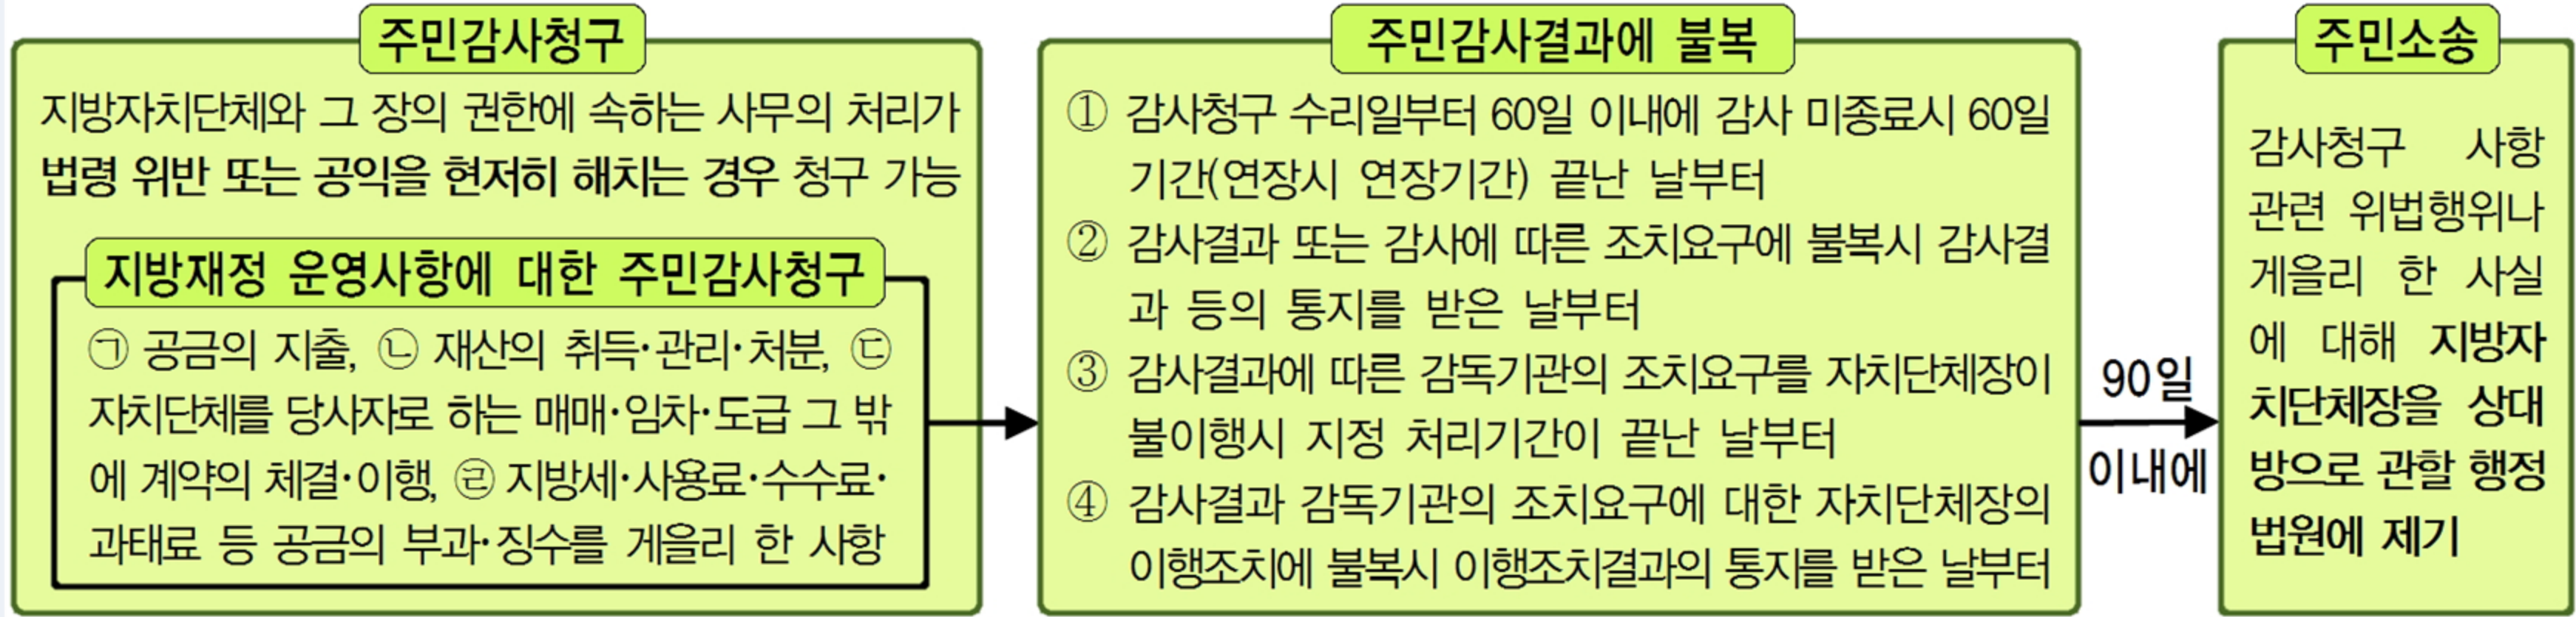 주민감사청구
지방자치단체와 그 장의 권한에 속하는 사무의 처리가
법령 위반 또는 공익을 현저히 해치는 경우 청구 가능
지방재정 운영사항에 대한 주민감사청구
㉠ 공금의 지출, ㉡ 재산의 취득·관리·처분, ㉢
자치단체를 당사자로 하는 매매·임차·도급 그 밖
에 계약의 체결·이행, ㉣ 지방세·사용료·수수료·
과태료 등 공금의 부과·징수를 게을리 한 사항
주민감사결과에 불복
① 감사청구 수리일부터 60일 이내에 감사 미종료시 60일
기간(연장시 연장기간) 끝난 날부터
② 감사결과 또는 감사에 따른 조치요구에 불복시 감사결
과 등의 통지를 받은 날부터
③ 감사결과에 따른 감독기관의 조치요구를 자치단체장이
불이행시 지정 처리기간이 끝난 날부터
④ 감사결과 감독기관의 조치요구에 대한 자치단체장의
이행조치에 불복시 이행조치결과의 통지를 받은 날부터
90일
이내에
주민소송
감사청구 사항
관련 위법행위나
게을리 한 사실
에 대해 지방자
치단체장을 상대
방으로 관할 행정
법원에 제기